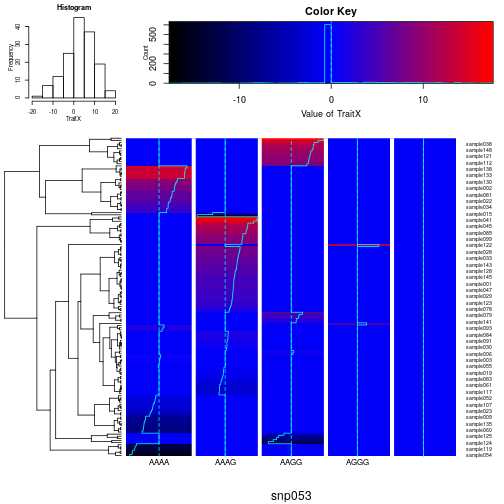 Histogram
Frequency
0 10 20 30 40
-20 -10 0 10 20
TraitX
Color Key
Count
0 200 500
-10 0 10
Value of TraitX
sample038
sample148
sample121
sample112
sample138
sample133
sample130
sample002
sample081
sample022
sample034
sample015
sample041
sample045
sample085
sample099
sample122
sample028
sample033
sample143
sample128
sample145
sample001
sample047
sample029
sample123
sample078
sample079
sample141
sample093
sample084
sample091
sample030
sample006
sample003
sample055
sample019
sample083
sample061
sample117
sample052
sample107
sample023
sample009
sample135
sample060
sample125
sample124
sample119
sample054
AAAA AAAG AAGG AGGG
snp053